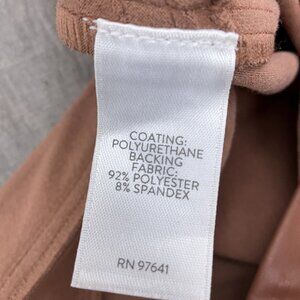 COATING:
POLYURETHANE
BACKING
FABRIC:
92% POLYESTER
8% SPANDEX
RN 97641